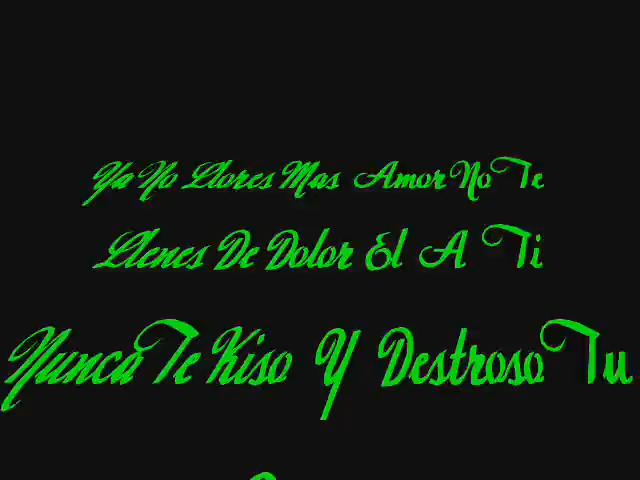 Ya No Llores Mas Amor No Te
Llenes De Dolor El A Ti
Nunca Te Kiso Y Destroso Tu